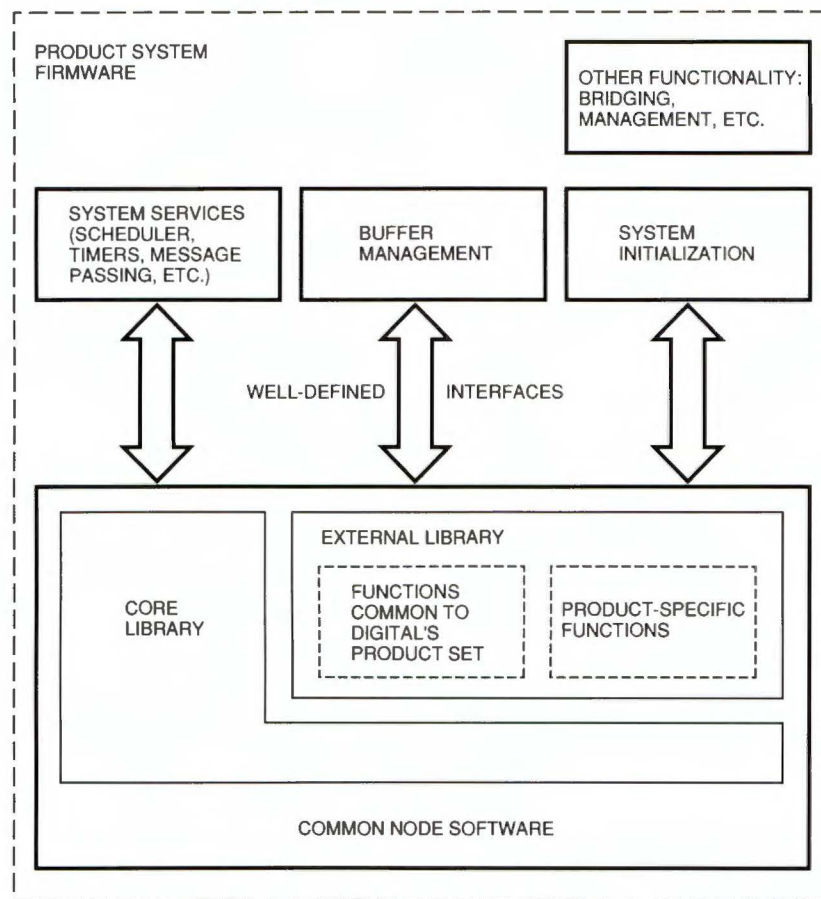 PRODUCT SYSTEM
FIRMWARE
OTHER FUNCTIONALITY:
BRIDGING,
MANAGEMENT, ETC.
SYSTEM SERVICES
(SCHEDULER,
TIMERS, MESSAGE
PASSING, ETC.)
BUFFER
MANAGEMENT
SYSTEM
INITIALIZATION
WELL-DEFINED INTERFACES
CORE
LIBRARY
EXTERNAL LIBRARY
FUNCTIONS
COMMON TO
DIGITAL'S
PRODUCT SET
PRODUCT-SPECIFIC
FUNCTIONS
COMMON NODE SOFTWARE